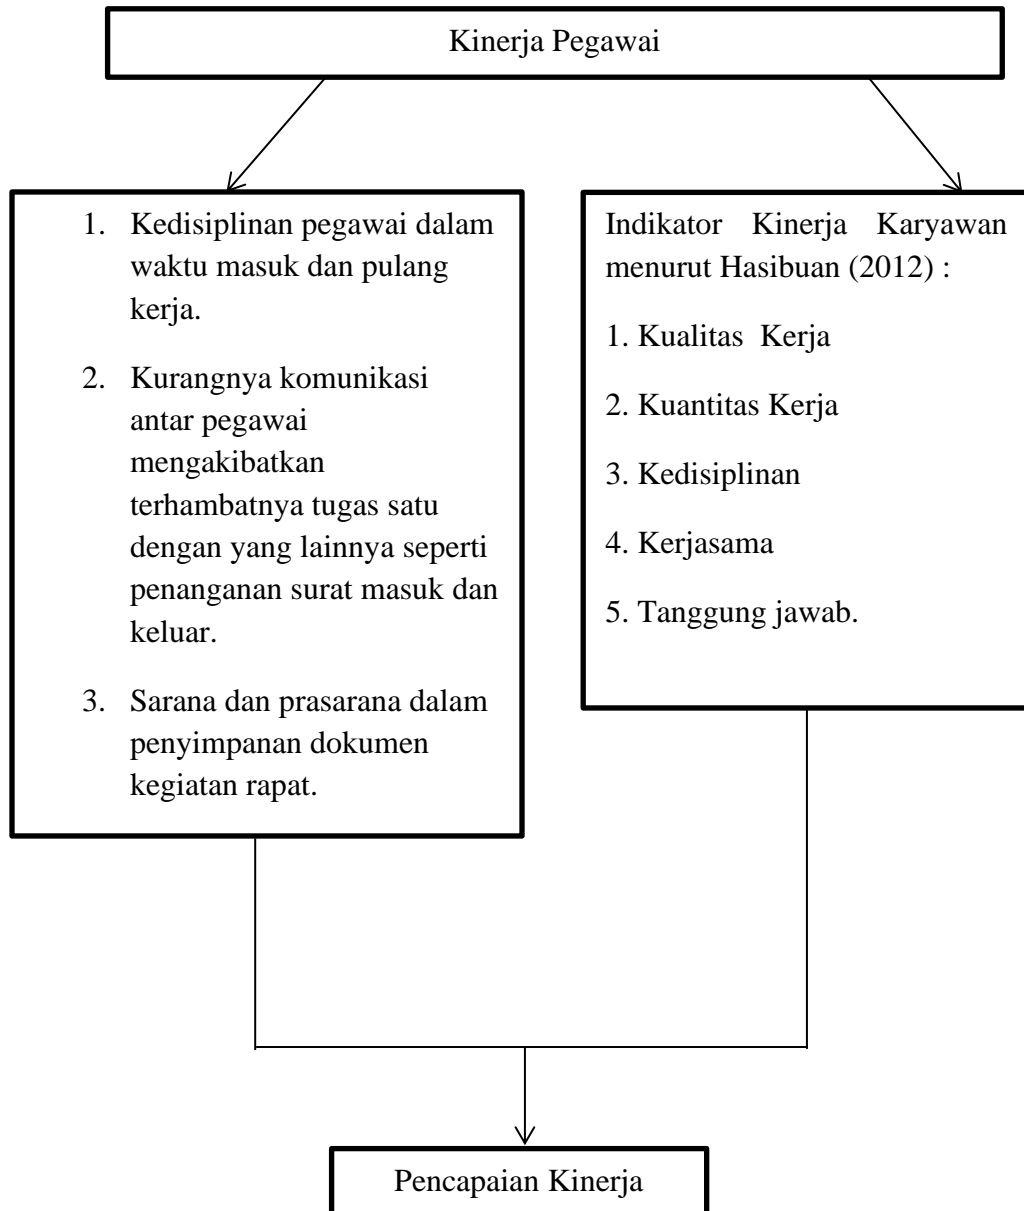 Kinerja Pegawai
1. Kedisiplinan pegawai dalam
waktu masuk dan pulang
kerja.
2. Kurangnya komunikasi
antar pegawai
mengakibatkan
terhambatnya tugas satu
dengan yang lainnya seperti
penanganan surat masuk dan
keluar.
3. Sarana dan prasarana dalam
penyimpanan dokumen
kegiatan rapat.
Indikator Kinerja Karyawan
menurut Hasibuan (2012) :
1. Kualitas Kerja
2. Kuantitas Kerja
3. Kedisiplinan
4. Kerjasama
5. Tanggung jawab.
Pencapaian Kinerja